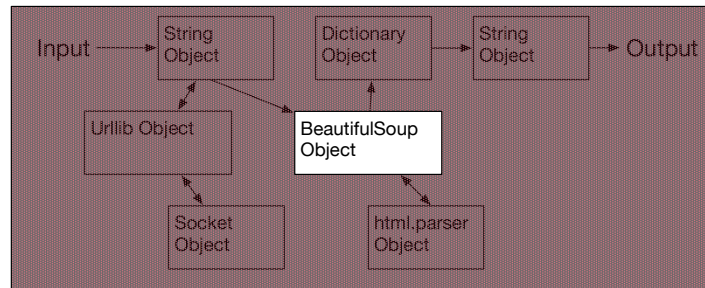 Input
String
Object
Dictionary
Object
String
Object
Output
Urllib Object
BeautifulSoup
Object
Socket
Object
html.parser
Object